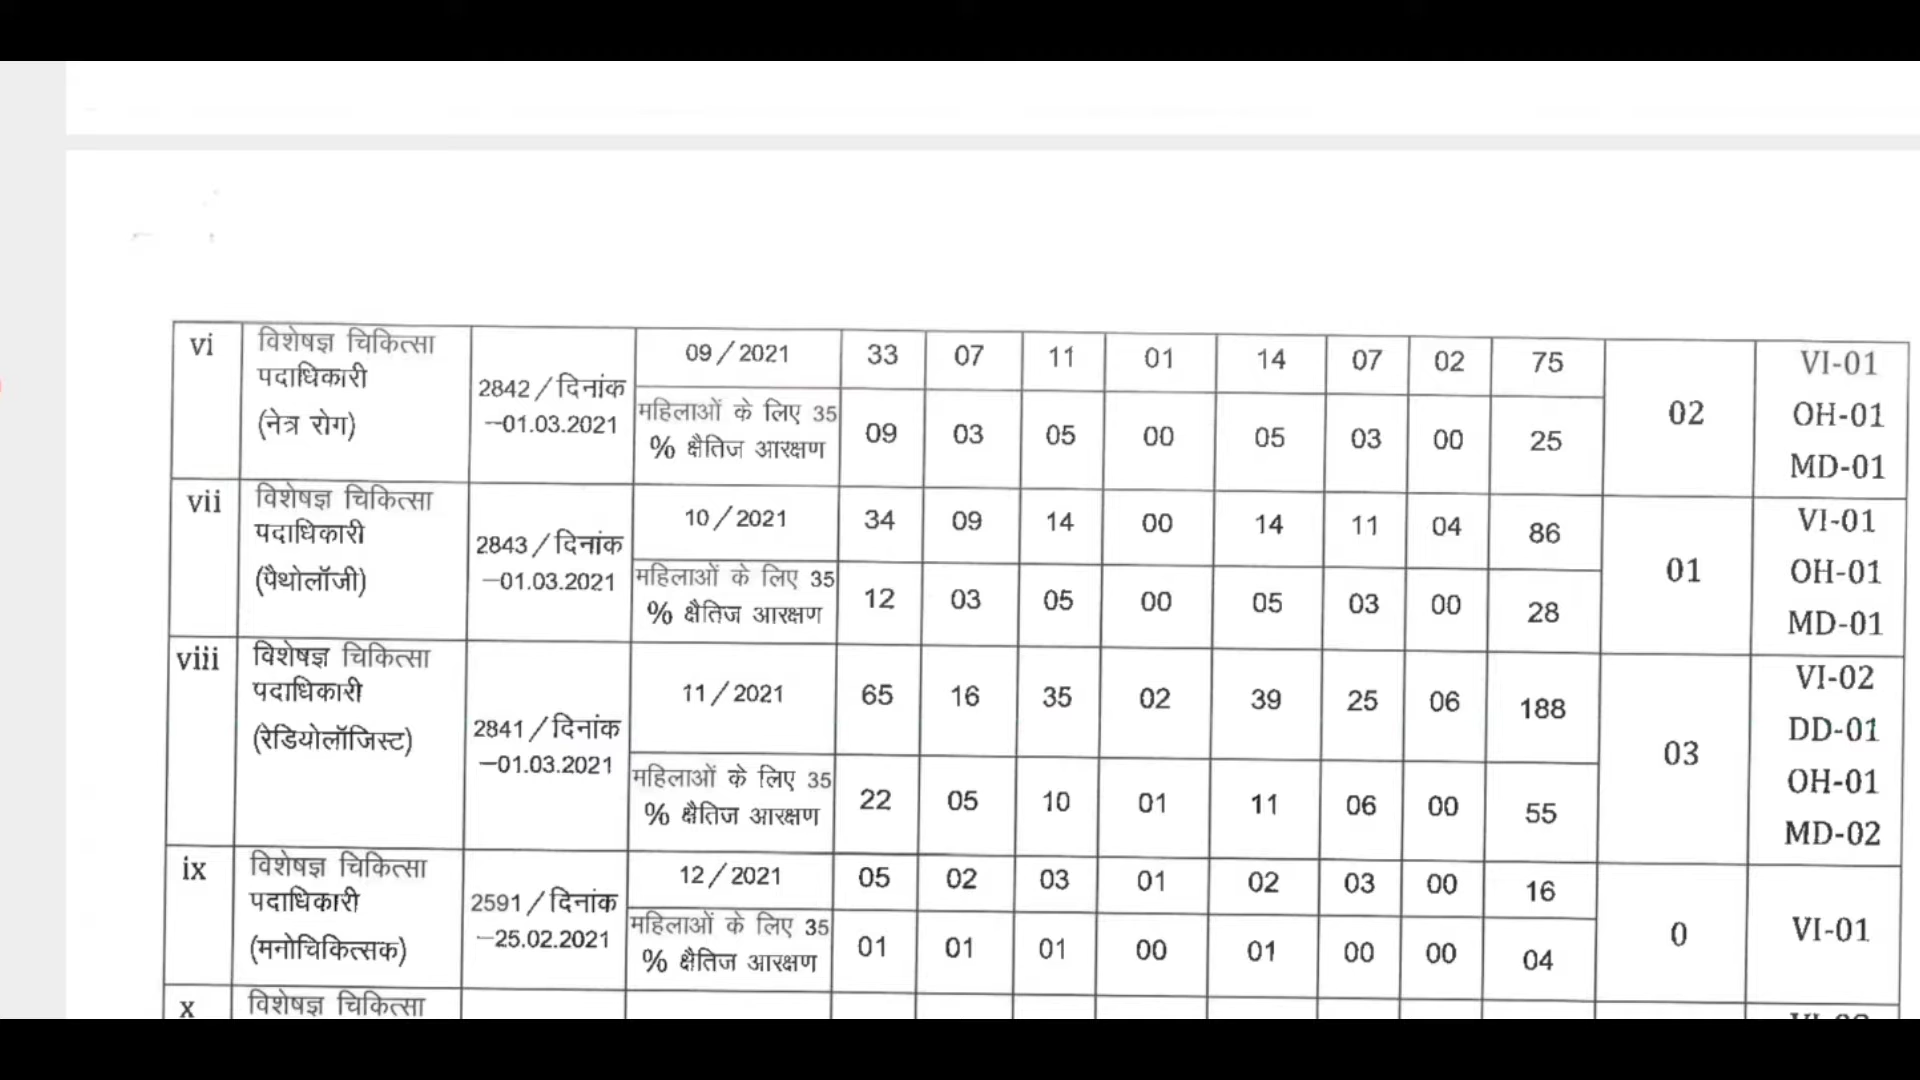 vi विशेषज्ञ चिकित्सा पदाधिकारी (नेत्र रोग) 2842/दिनांक –01.03.2021 09/2021 33 07 11 01 14 07 02 75 02 VI-01 OH-01 MD-01
महिलाओं के लिए 35 % क्षैतिज आरक्षण 09 03 05 00 05 03 00 25
vii विशेषज्ञ चिकित्सा पदाधिकारी (पैथोलॉजी) 2843/दिनांक –01.03.2021 10/2021 34 09 14 00 14 11 04 86 01 VI-01 OH-01 MD-01
महिलाओं के लिए 35 % क्षैतिज आरक्षण 12 03 05 00 05 03 00 28
viii विशेषज्ञ चिकित्सा पदाधिकारी (रेडियोलॉजिस्ट) 2841/दिनांक –01.03.2021 11/2021 65 16 35 02 39 25 06 188 03 VI-02 DD-01 OH-01 MD-02
महिलाओं के लिए 35 % क्षैतिज आरक्षण 22 05 10 01 11 06 00 55
ix विशेषज्ञ चिकित्सा पदाधिकारी (मनोचिकित्सक) 2591/दिनांक –25.02.2021 12/2021 05 02 03 01 02 03 00 16 0 VI-01
महिलाओं के लिए 35 % क्षैतिज आरक्षण 01 01 01 00 01 00 00 04
x विशेषज्ञ चिकित्सा